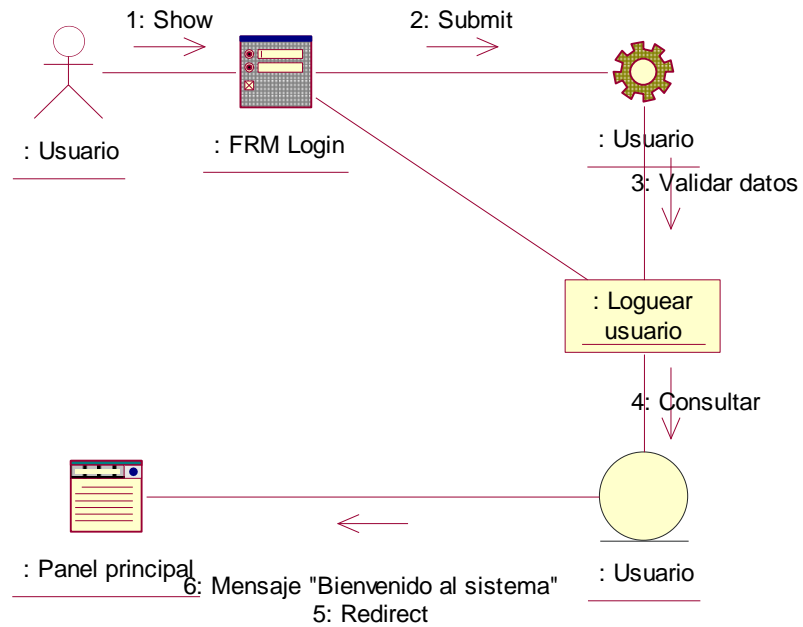 1: Show
2: Submit
: Usuario
: FRM Login
: Usuario
3: Validar datos
: Loguear
usuario
4: Consultar
: Panel principal
6: Mensaje "Bienvenido al sistema"
5: Redirect
: Usuario